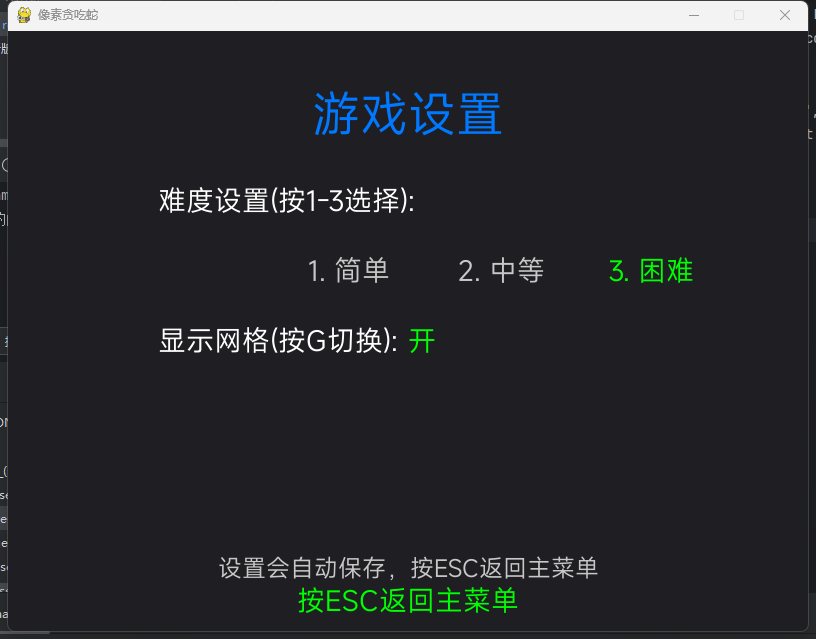 像素贪吃蛇
游戏设置
难度设置(按1-3选择):
1. 简单 2. 中等 3. 困难
显示网格(按G切换): 开
设置会自动保存，按ESC返回主菜单
按ESC返回主菜单